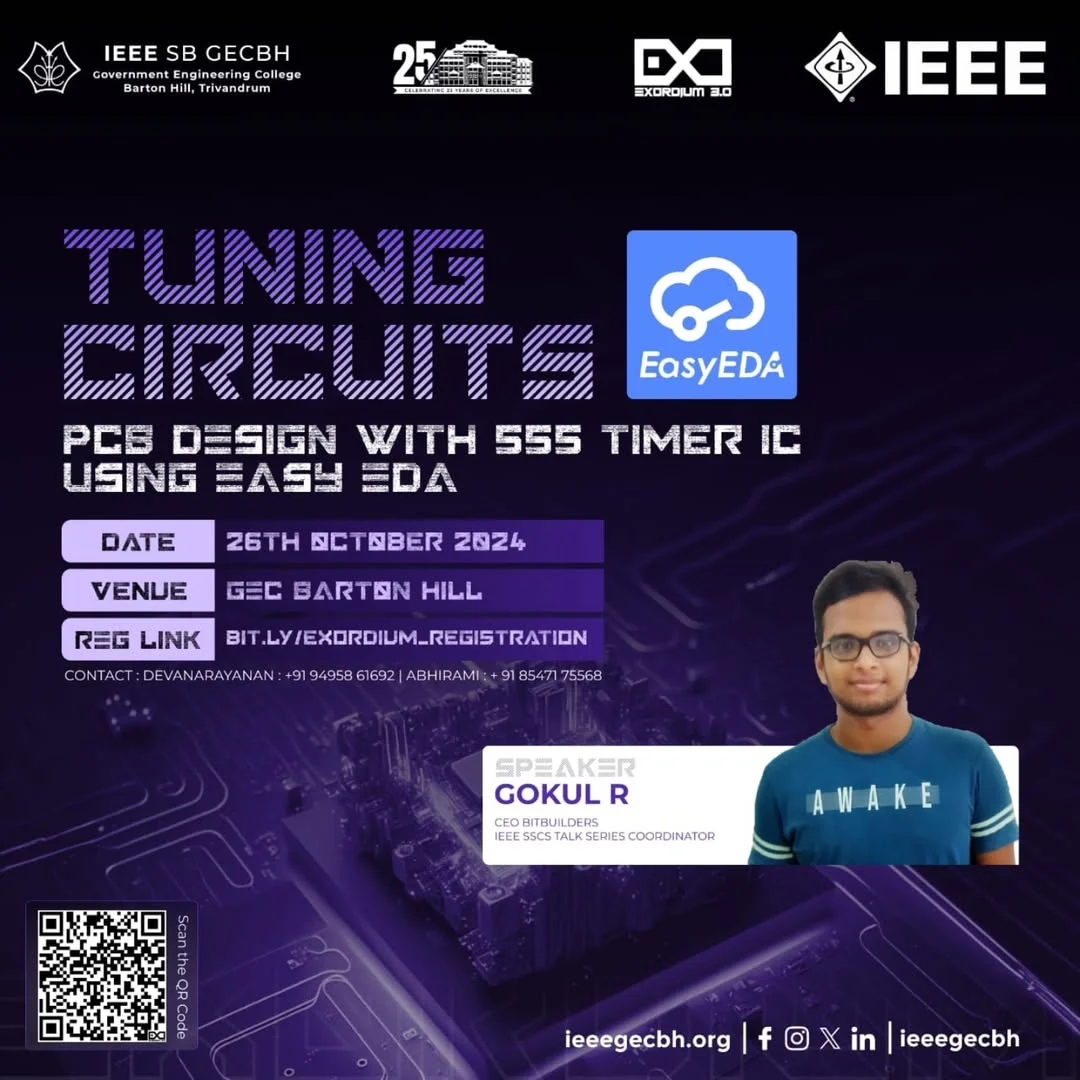 IEEE SB GECBH
Government Engineering College
Barton Hill, Trivandrum
25
CELEBRATING 25 YEARS OF EXCELLENCE
EXORDIUM 3.0
IEEE
TUNING
CIRCUITS
EasyEDA
PCB DESIGN WITH 555 TIMER IC
USING EASY EDA
DATE 26TH OCTOBER 2024
VENUE GEC BARTON HILL
REG LINK BIT.LY/EXORDIUM_REGISTRATION
CONTACT : DEVANARAYANAN : +91 94958 61692 | ABHIRAMI : + 91 85471 75568
SPEAKER
GOKUL R
CEO BITBUILDERS
IEEE SSCS TALK SERIES COORDINATOR
AWAKE
Scan the QR Code
ieeegecbh.org | ieeegecbh